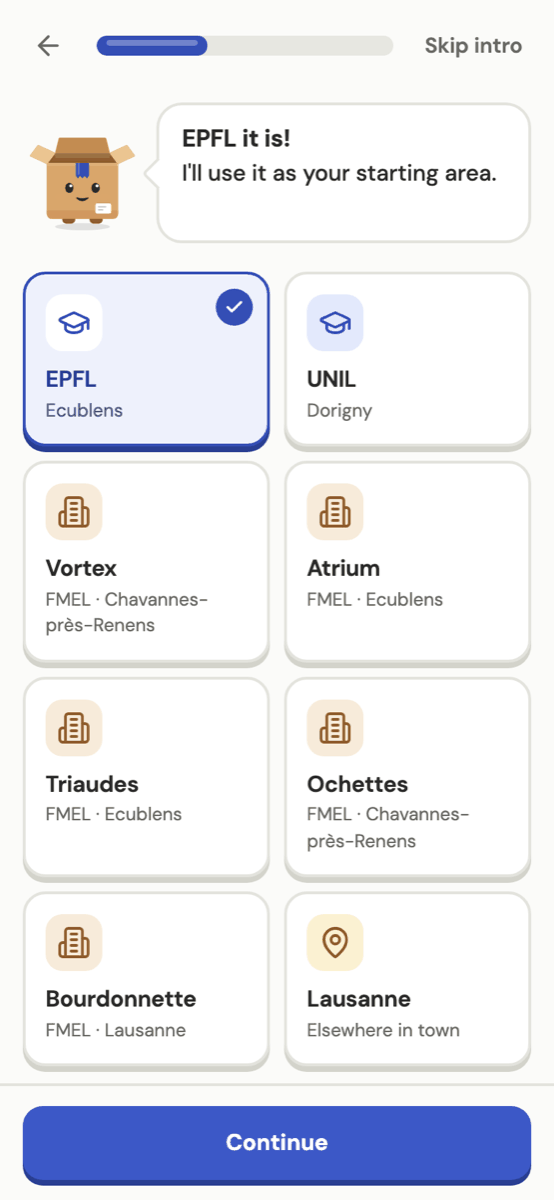 Skip intro
EPFL it is!
I'll use it as your starting area.
EPFL
Ecublens
UNIL
Dorigny
Vortex
FMEL · Chavannes-
près-Renens
Atrium
FMEL · Ecublens
Triaudes
FMEL · Ecublens
Ochettes
FMEL · Chavannes-
près-Renens
Bourdonnette
FMEL · Lausanne
Lausanne
Elsewhere in town
Continue